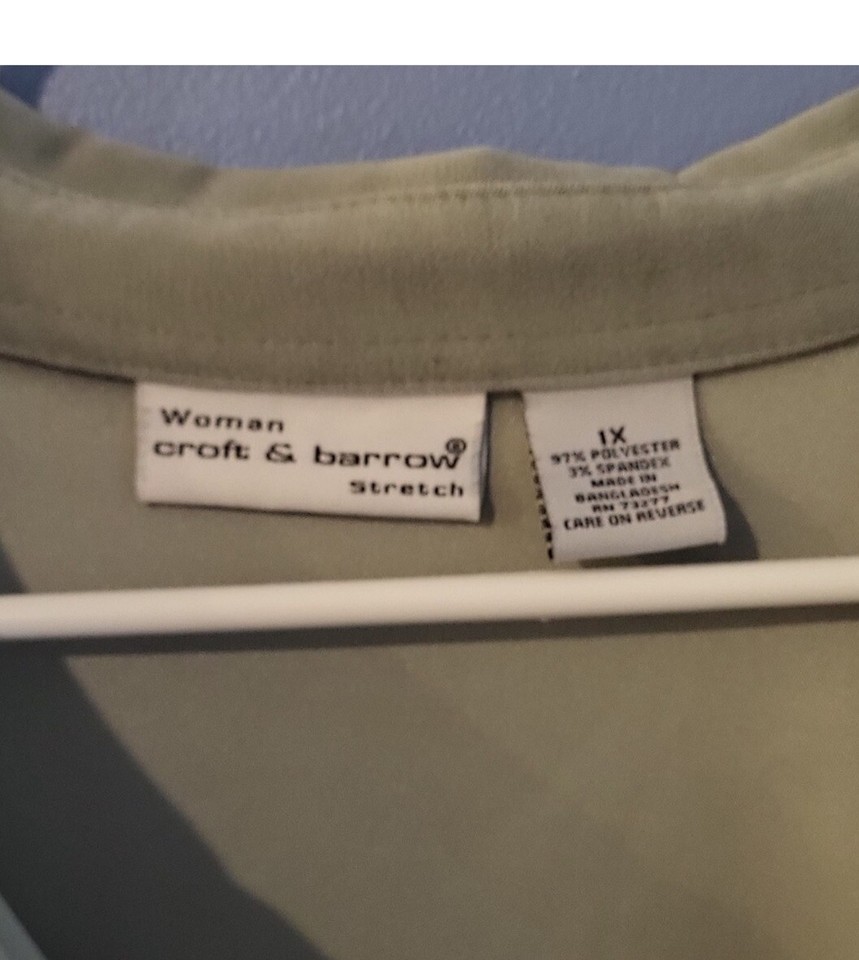 Woman
croft & barrow®
Stretch
1X
97% POLYESTER
3% SPANDEX
MADE IN
BANGLADESH
RN 73277
CARE ON REVERSE